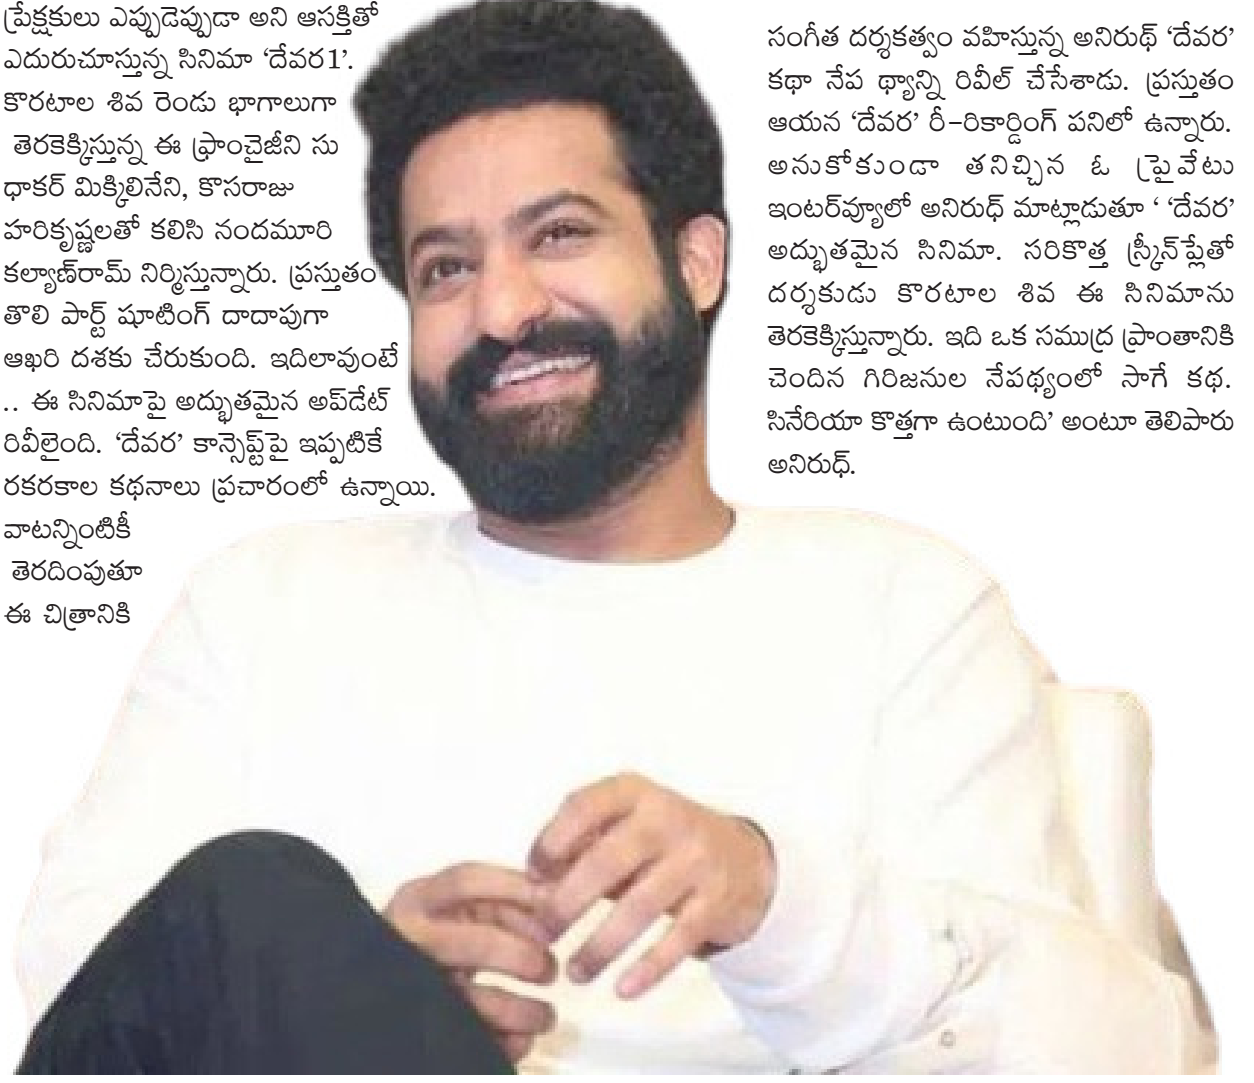 ప్రేక్షకులు ఎప్పుడెప్పుడా అని ఆసక్తితో
ఎదురుచూస్తున్న సినిమా ‘దేవర1’.
కొరటాల శివ రెండు భాగాలుగా
తెరకెక్కిస్తున్న ఈ ఫ్రాంచైజీని సు
ధాకర్ మిక్కిలినేని, కొసరాజు
హరికృష్ణలతో కలిసి నందమూరి
కల్యాణ్‌రామ్ నిర్మిస్తున్నారు. ప్రస్తుతం
తొలి పార్ట్ షూటింగ్ దాదాపుగా
ఆఖరి దశకు చేరుకుంది. ఇదిలావుంటే
.. ఈ సినిమాపై అద్భుతమైన అప్‌డేట్
రివీలైంది. ‘దేవర’ కాన్సెప్ట్‌పై ఇప్పటికే
రకరకాల కథనాలు ప్రచారంలో ఉన్నాయి.
వాటన్నింటికీ
తెరదింపుతూ
ఈ చిత్రానికి
సంగీత దర్శకత్వం వహిస్తున్న అనిరుథ్ ‘దేవర’
కథా నేప థ్యాన్ని రివీల్ చేసేశాడు. ప్రస్తుతం
ఆయన ‘దేవర’ రీ-రికార్డింగ్ పనిలో ఉన్నారు.
అనుకోకుండా తనిచ్చిన ఓ ప్రైవేటు
ఇంటర్‌వ్యూలో అనిరుధ్ మాట్లాడుతూ ‘ ‘దేవర’
అద్భుతమైన సినిమా. సరికొత్త స్క్రీన్‌ప్లేతో
దర్శకుడు కొరటాల శివ ఈ సినిమాను
తెరకెక్కిస్తున్నారు. ఇది ఒక సముద్ర ప్రాంతానికి
చెందిన గిరిజనుల నేపథ్యంలో సాగే కథ.
సినేరియా కొత్తగా ఉంటుంది’ అంటూ తెలిపారు
అనిరుధ్.